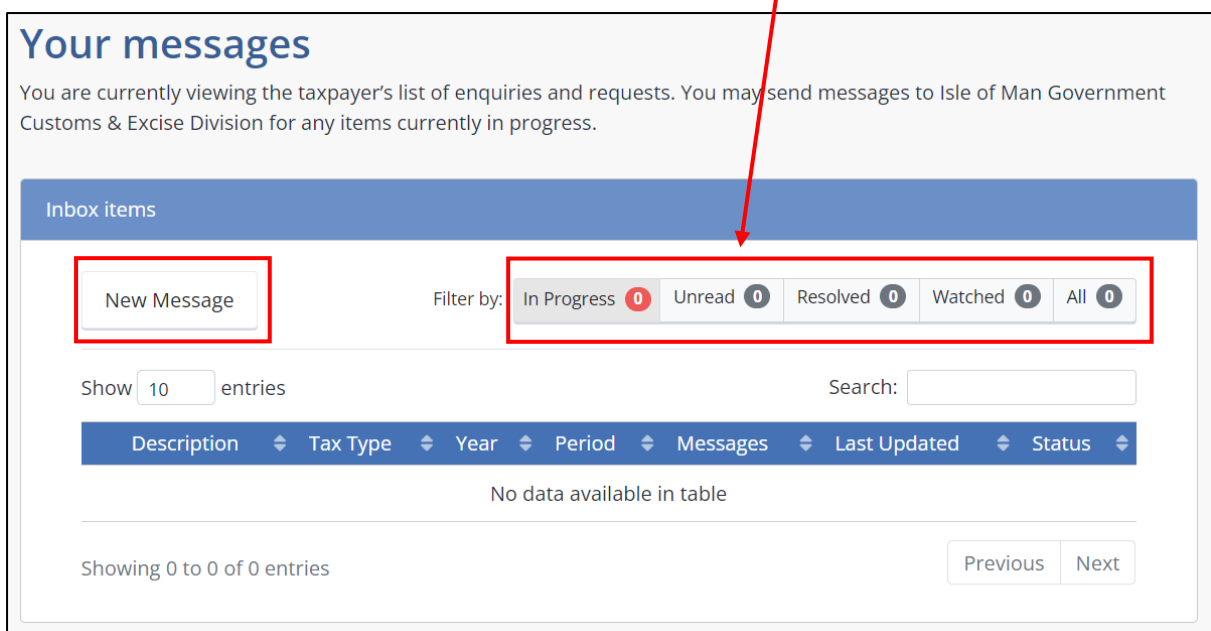 Your messages
You are currently viewing the taxpayer’s list of enquiries and requests. You may send messages to Isle of Man Government
Customs & Excise Division for any items currently in progress.
Inbox items
New Message Filter by: In Progress 0 Unread 0 Resolved 0 Watched 0 All 0
Show 10 entries Search:
Description Tax Type Year Period Messages Last Updated Status
No data available in table
Showing 0 to 0 of 0 entries Previous Next